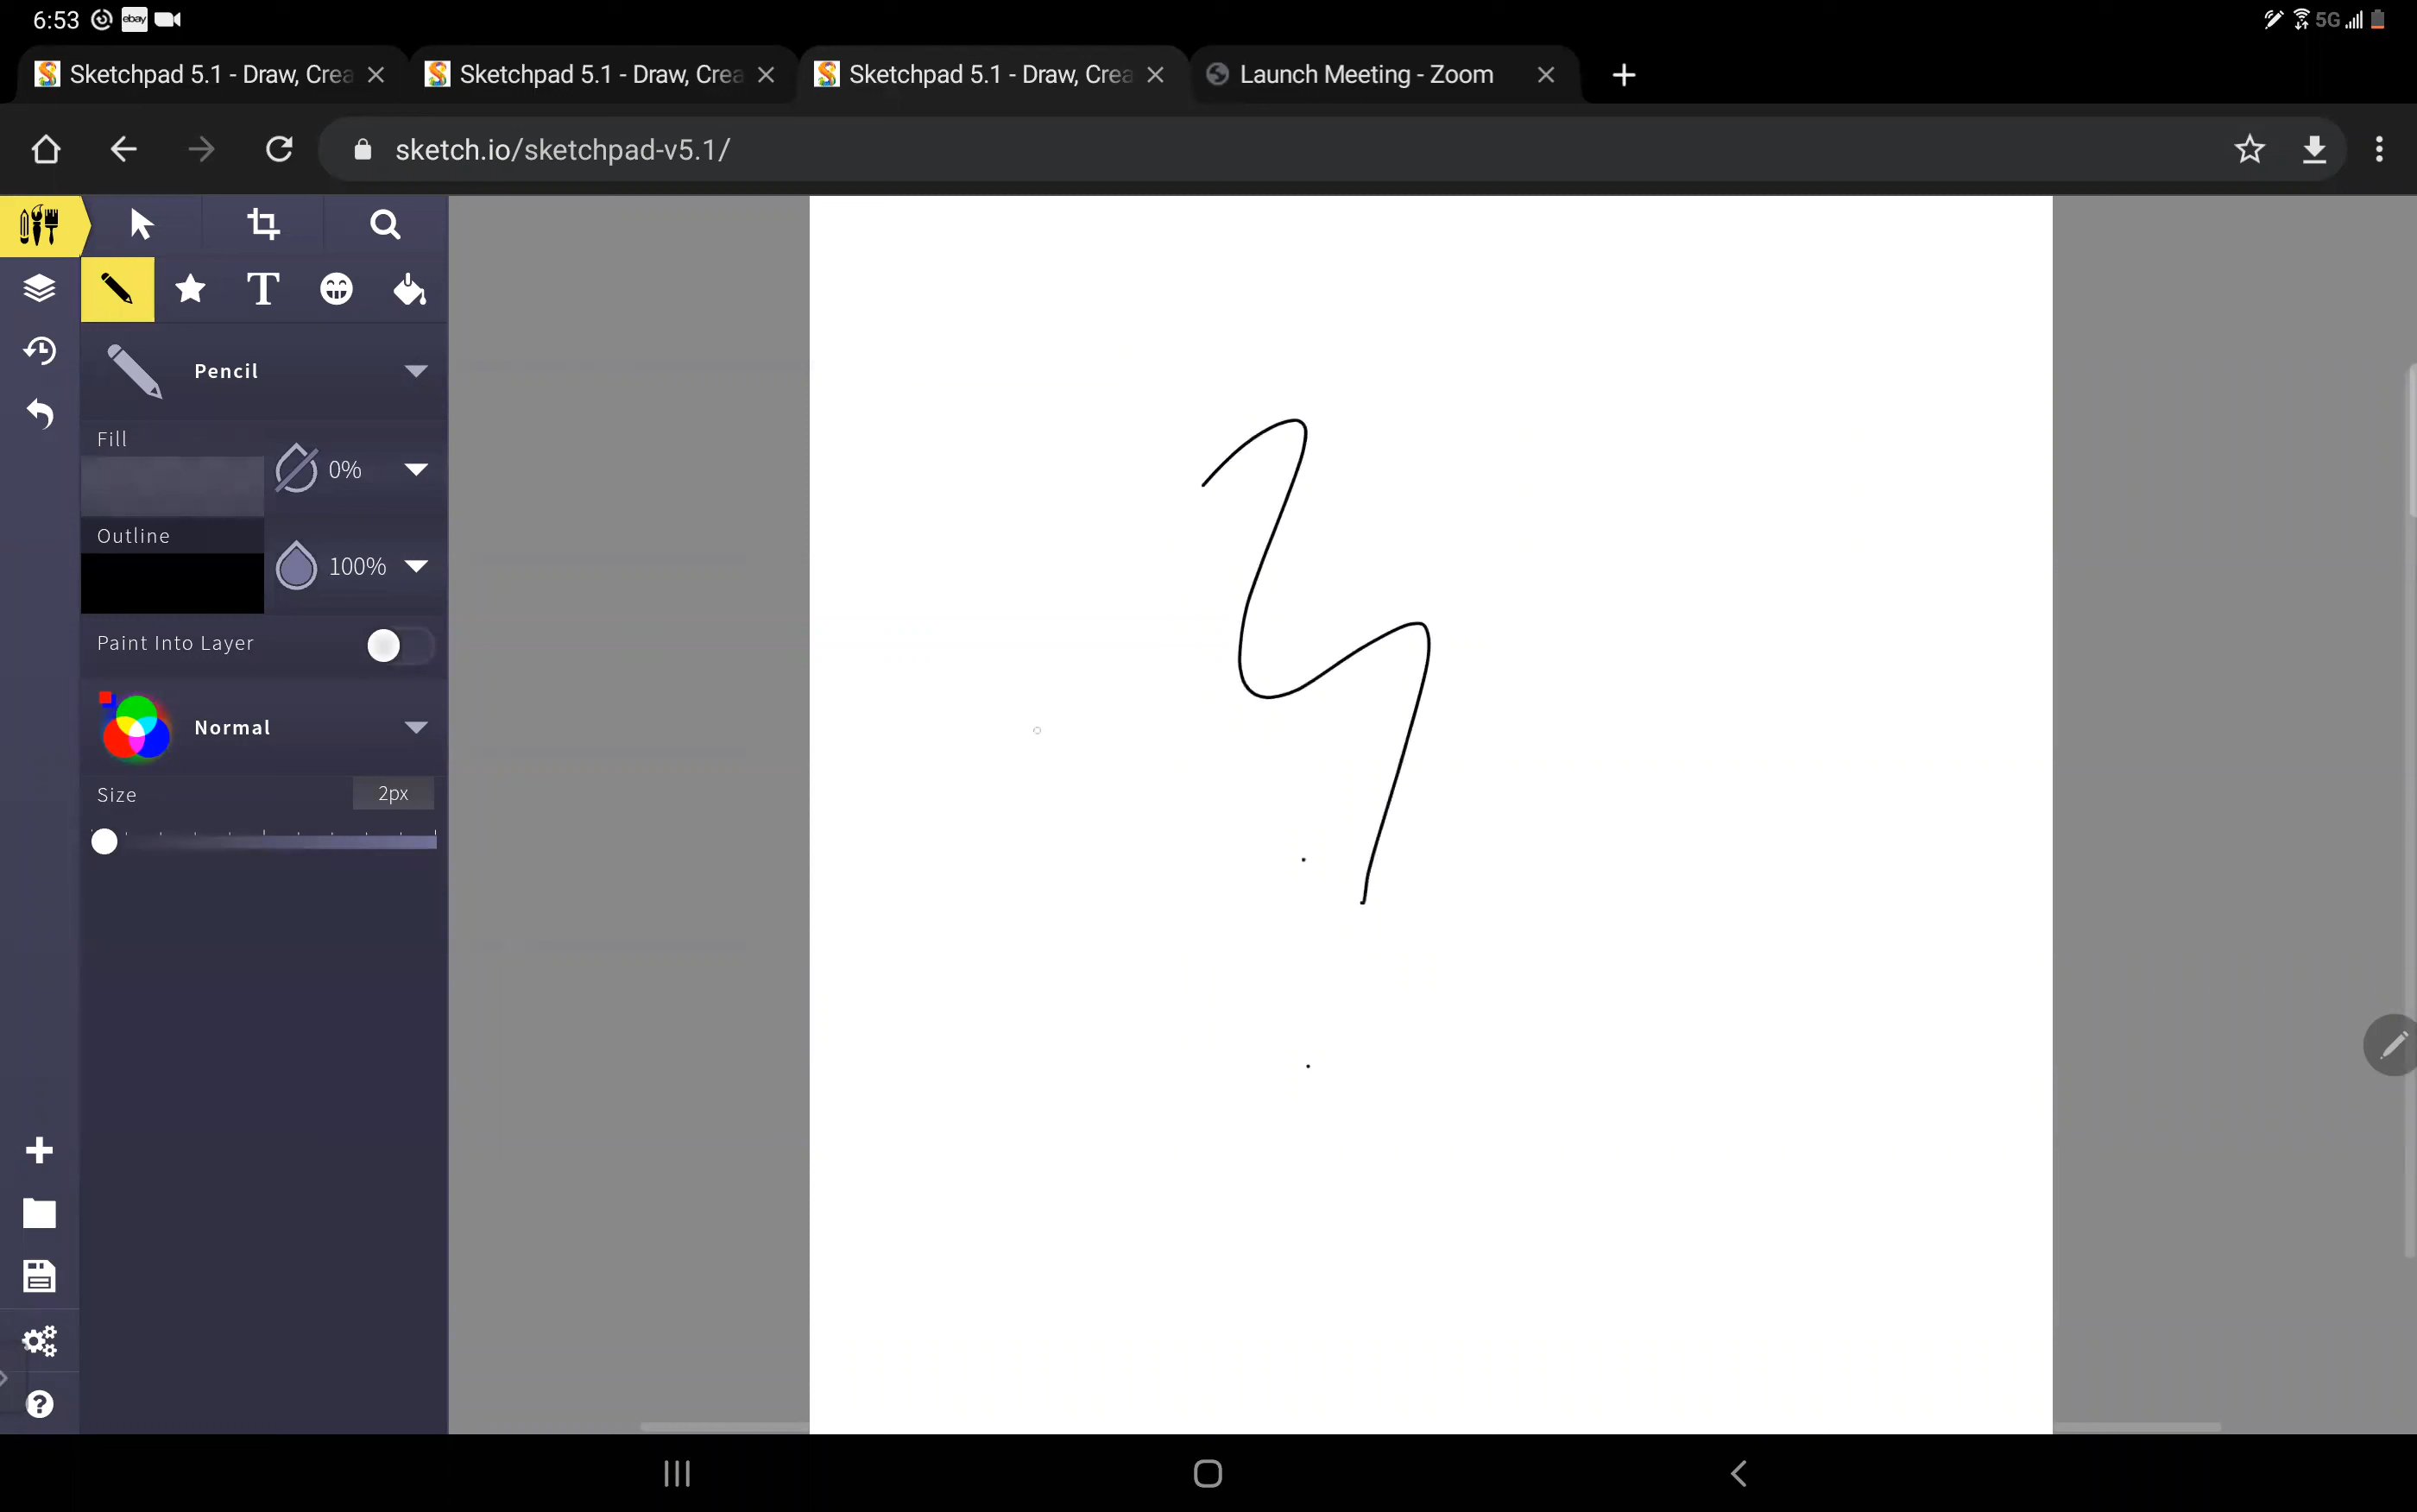 6:53 ebay 5G
Sketchpad 5.1 - Draw, Crea Sketchpad 5.1 - Draw, Crea Sketchpad 5.1 - Draw, Crea Launch Meeting - Zoom
sketch.io/sketchpad-v5.1/
T
Pencil
Fill
0%
Outline
100%
Paint Into Layer
Normal
Size 2px
?